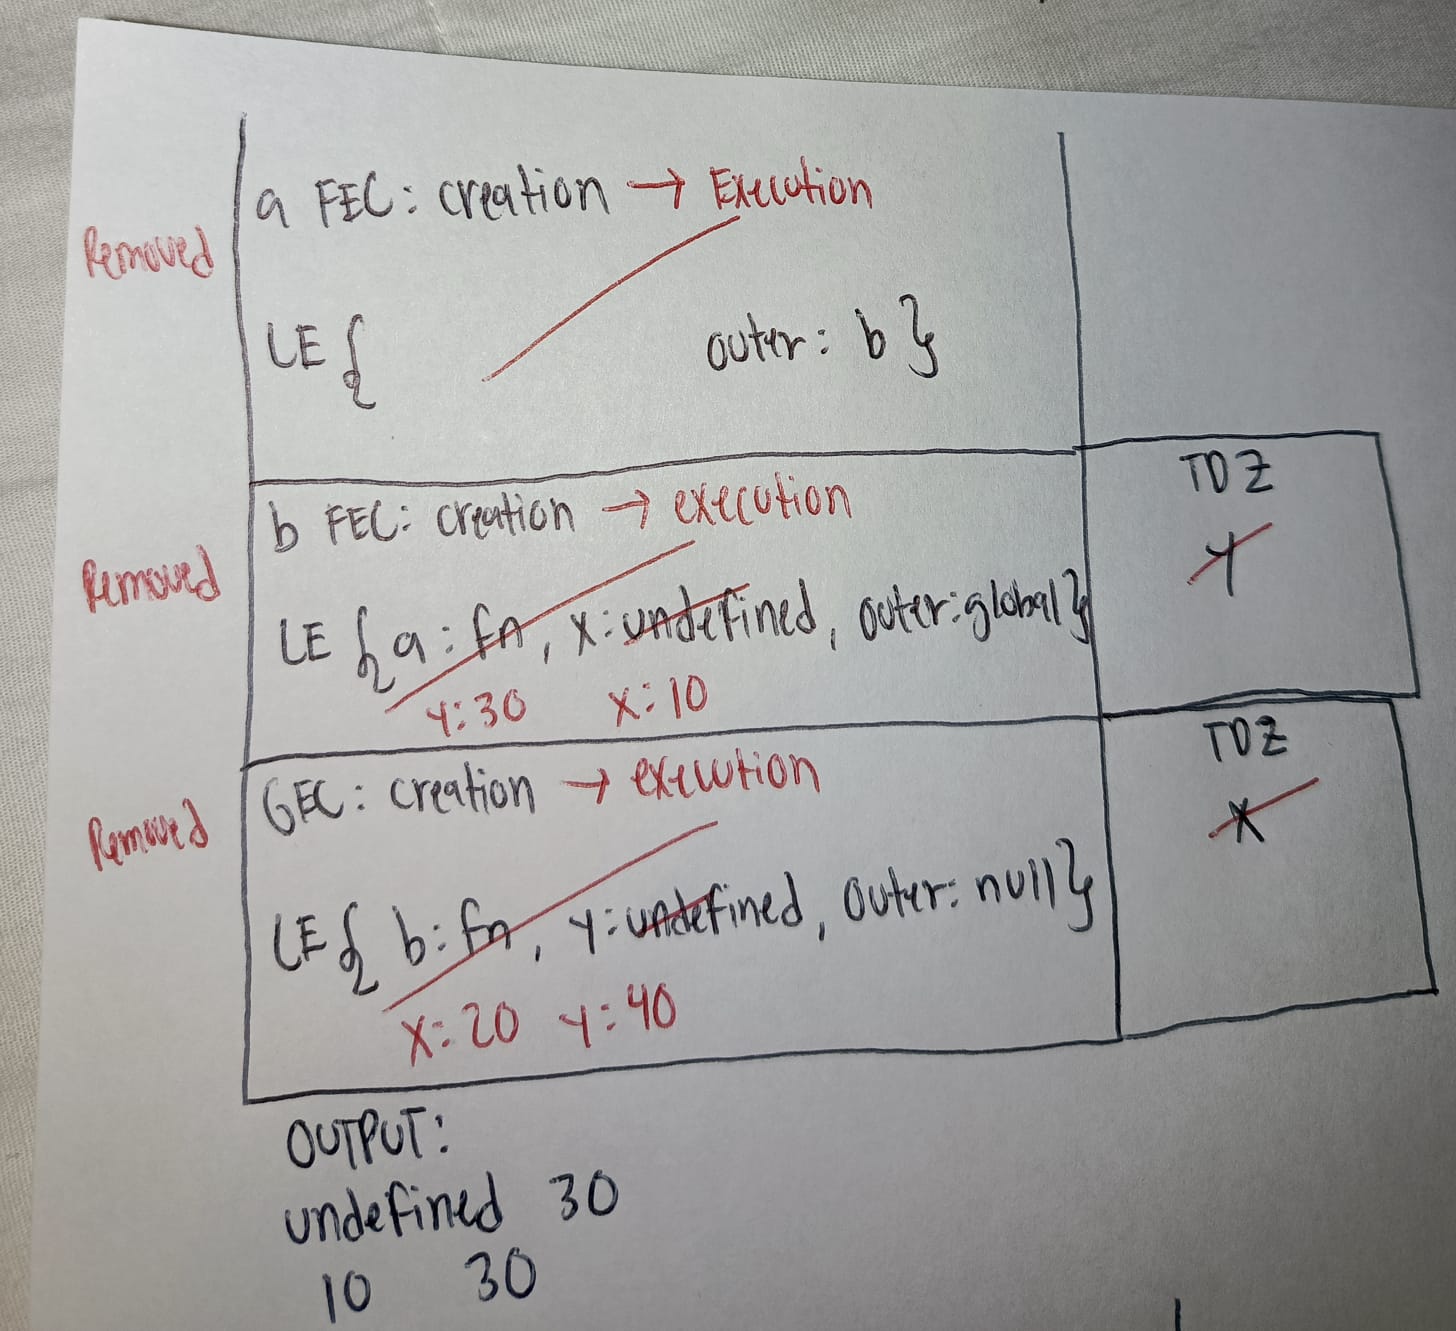 a FEC: creation → Execution
Removed
LE { outer: b }
b FEC: creation → execution
TDZ
Y
Removed
LE { a: fn, x: undefined, outer: global }
Y: 30 X: 10
GEC: creation → execution
TDZ
X
Removed
LE { b: fn, y: undefined, outer: null }
X: 20 Y: 40
OUTPUT:
undefined 30
10 30